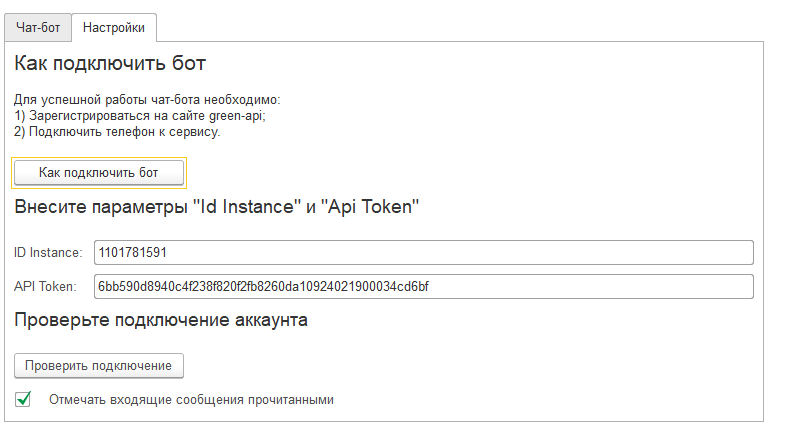 Чат-бот
Настройки
Как подключить бот
Для успешной работы чат-бота необходимо:
1) Зарегистрироваться на сайте green-api;
2) Подключить телефон к сервису.
Как подключить бот
Внесите параметры "Id Instance" и "Api Token"
ID Instance: 1101781591
API Token: 6bb590d8940c4f238f820f2fb8260da10924021900034cd6bf
Проверьте подключение аккаунта
Проверить подключение
Отмечать входящие сообщения прочитанными